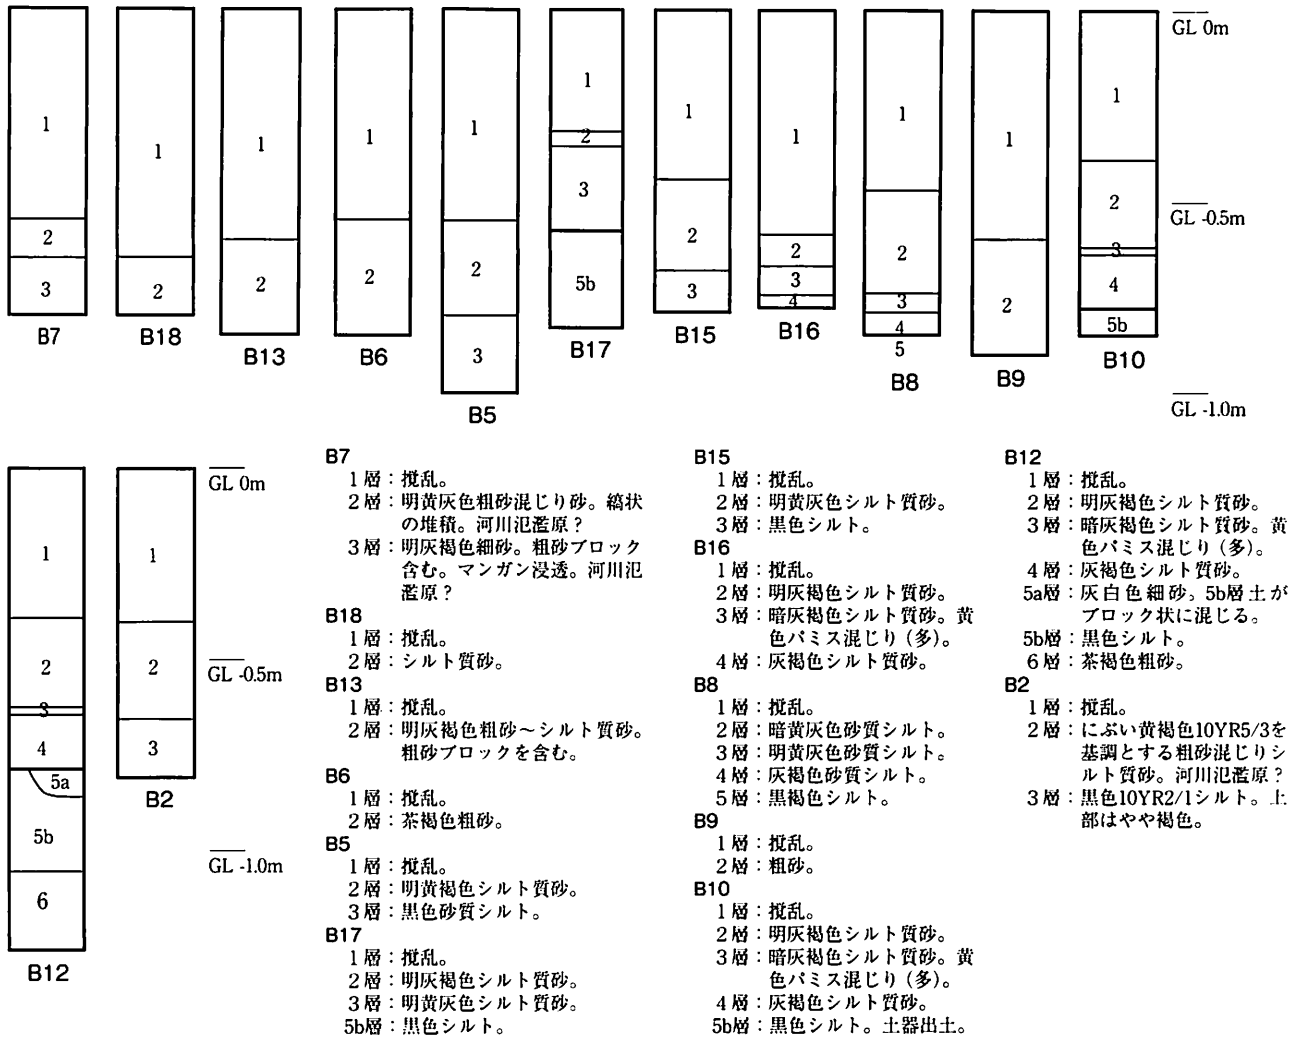 1
2
3
B7
1
2
B18
1
2
B13
1
2
B6
1
2
3
B5
1
2
3
5b
B17
1
2
3
B15
1
2
3
4
B16
1
2
3
4
5
B8
1
2
B9
1
2
3
4
5b
B10
GL 0m
GL -0.5m
GL -1.0m
1
2
3
4
5a
5b
6
B12
1
2
3
B2
GL 0m
GL -0.5m
GL -1.0m
B7
1層：攪乱。
2層：明黄灰色粗砂混じり砂。縞状
の堆積。河川氾濫原？
3層：明灰褐色細砂。粗砂ブロック
含む。マンガン浸透。河川氾
濫原？
B18
1層：攪乱。
2層：シルト質砂。
B13
1層：攪乱。
2層：明灰褐色粗砂～シルト質砂。
粗砂ブロックを含む。
B6
1層：攪乱。
2層：茶褐色粗砂。
B5
1層：攪乱。
2層：明黄褐色シルト質砂。
3層：黒色砂質シルト。
B17
1層：攪乱。
2層：明灰褐色シルト質砂。
3層：明黄灰色シルト質砂。
5b層：黒色シルト。
B15
1層：攪乱。
2層：明黄灰色シルト質砂。
3層：黒色シルト。
B16
1層：攪乱。
2層：明灰褐色シルト質砂。
3層：暗灰褐色シルト質砂。黄
色パミス混じり（多）。
4層：灰褐色シルト質砂。
B8
1層：攪乱。
2層：暗黄灰色砂質シルト。
3層：明黄灰色砂質シルト。
4層：灰褐色砂質シルト。
5層：黒褐色シルト。
B9
1層：攪乱。
2層：粗砂。
B10
1層：攪乱。
2層：明灰褐色シルト質砂。
3層：暗灰褐色シルト質砂。黄
色パミス混じり（多）。
4層：灰褐色シルト質砂。
5b層：黒色シルト。土器出土。
B12
1層：攪乱。
2層：明灰褐色シルト質砂。
3層：暗灰褐色シルト質砂。黄
色パミス混じり（多）。
4層：灰褐色シルト質砂。
5a層：灰白色細砂。5b層土が
ブロック状に混じる。
5b層：黒色シルト。
6層：茶褐色粗砂。
B2
1層：攪乱。
2層：にぶい黄褐色10YR5/3を
基調とする粗砂混じりシ
ルト質砂。河川氾濫原？
3層：黒色10YR2/1シルト。上
部はやや褐色。